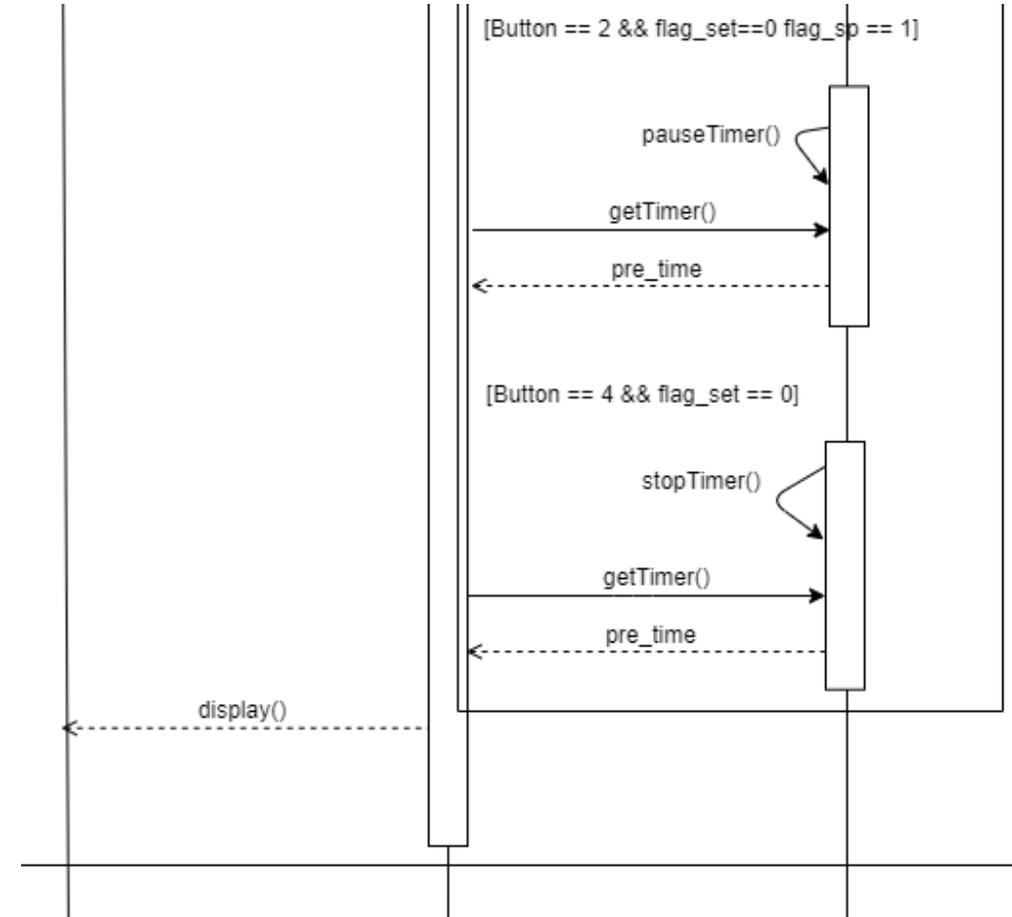 [Button == 2 && flag_set==0 flag_sp == 1]
pauseTimer()
getTimer()
pre_time
[Button == 4 && flag_set == 0]
stopTimer()
getTimer()
pre_time
display()